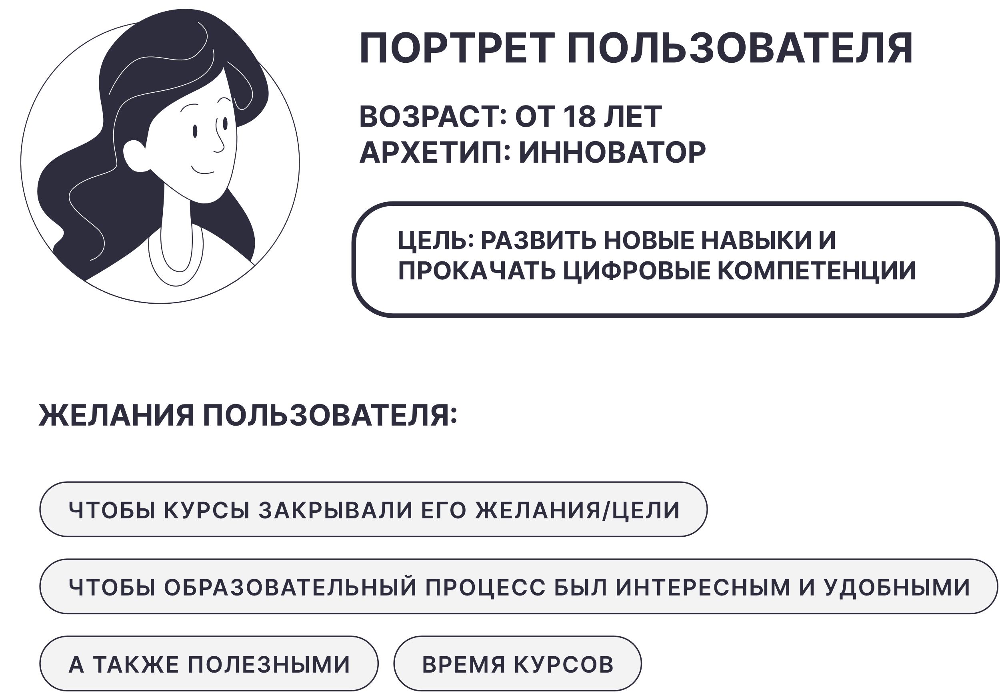 ПОРТРЕТ ПОЛЬЗОВАТЕЛЯ
ВОЗРАСТ: ОТ 18 ЛЕТ
АРХЕТИП: ИННОВАТОР
ЦЕЛЬ: РАЗВИТЬ НОВЫЕ НАВЫКИ И
ПРОКАЧАТЬ ЦИФРОВЫЕ КОМПЕТЕНЦИИ
ЖЕЛАНИЯ ПОЛЬЗОВАТЕЛЯ:
ЧТОБЫ КУРСЫ ЗАКРЫВАЛИ ЕГО ЖЕЛАНИЯ/ЦЕЛИ
ЧТОБЫ ОБРАЗОВАТЕЛЬНЫЙ ПРОЦЕСС БЫЛ ИНТЕРЕСНЫМ И УДОБНЫМИ
А ТАКЖЕ ПОЛЕЗНЫМИ
ВРЕМЯ КУРООВ